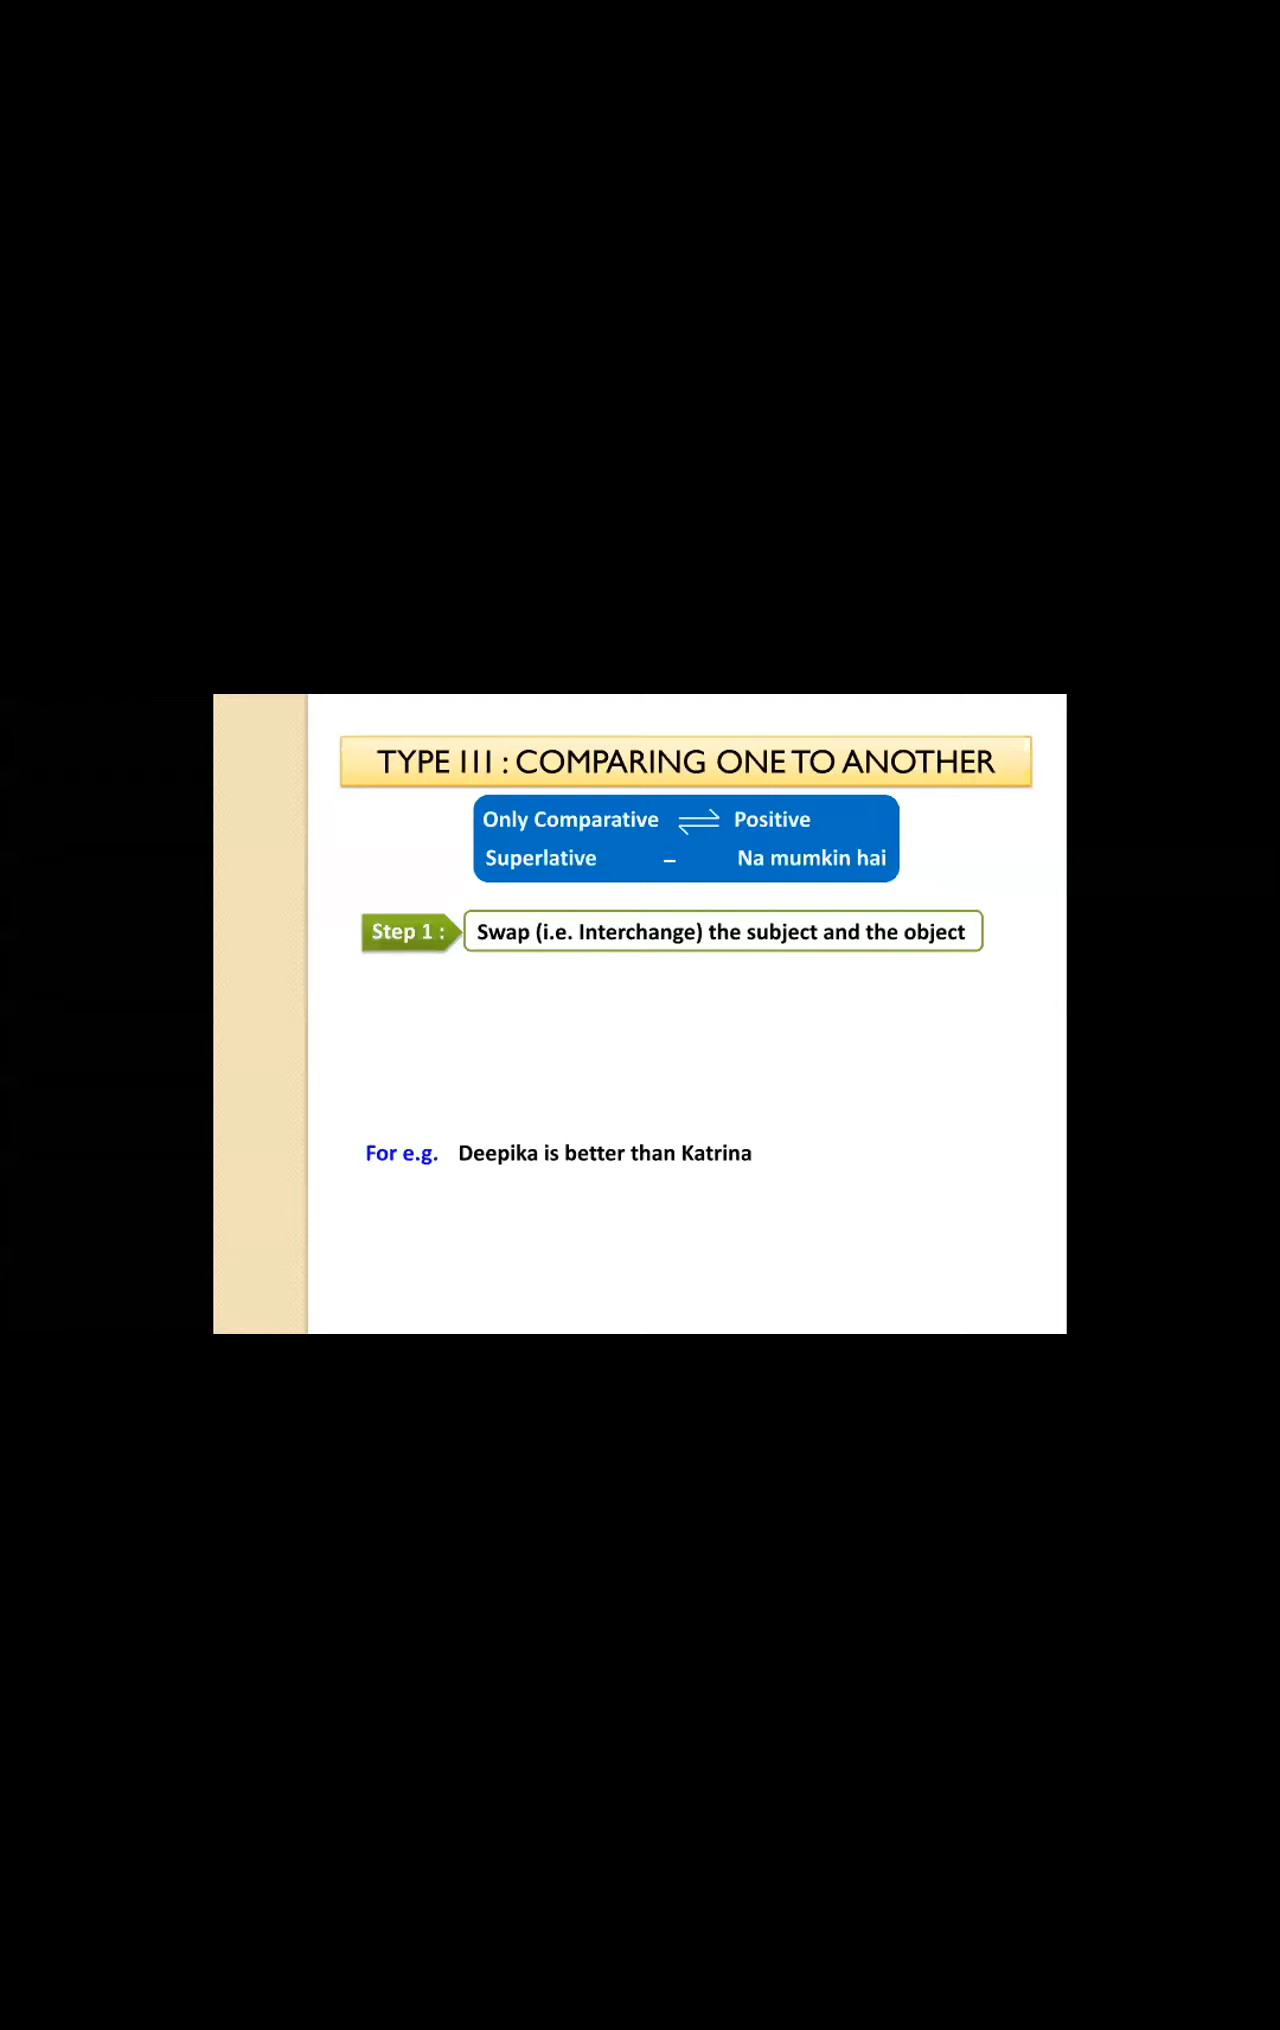 TYPE III : COMPARING ONE TO ANOTHER
Only Comparative ⇌ Positive
Superlative – Na mumkin hai
Step 1 : Swap (i.e. Interchange) the subject and the object
For e.g. Deepika is better than Katrina